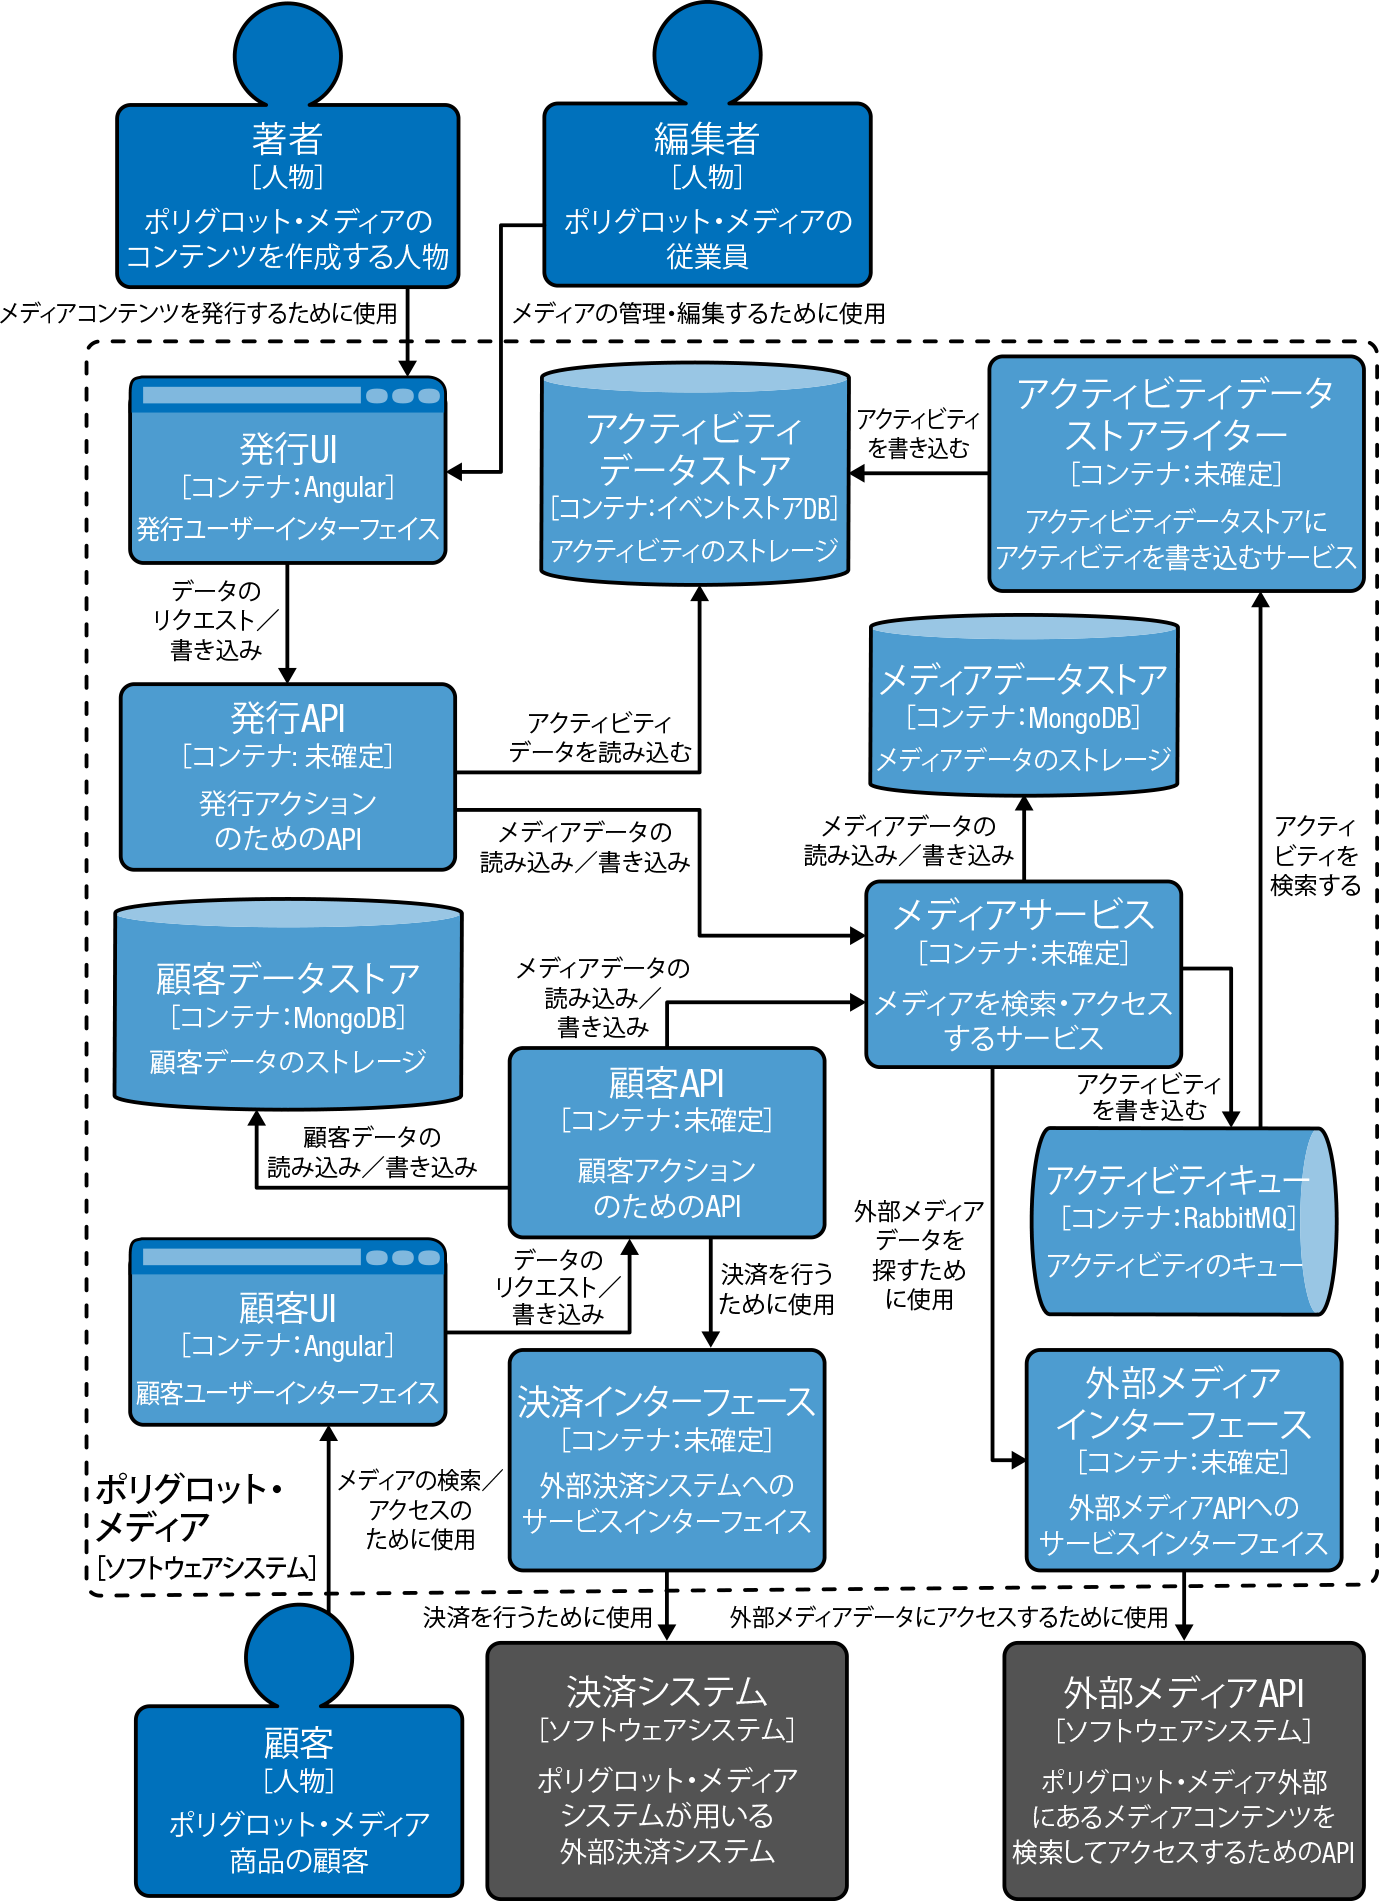 著者
［人物］
ポリグロット・メディアの
コンテンツを作成する人物
編集者
［人物］
ポリグロット・メディアの
従業員
メディアコンテンツを発行するために使用
メディアの管理・編集するために使用
発行UI
［コンテナ：Angular］
発行ユーザーインターフェイス
アクティビティ
データストア
［コンテナ：イベントストアDB］
アクティビティのストレージ
アクティビティ
を書き込む
アクティビティデータ
ストアライター
［コンテナ：未確定］
アクティビティデータストアに
アクティビティを書き込むサービス
データの
リクエスト／
書き込み
発行API
［コンテナ: 未確定］
発行アクション
のためのAPI
アクティビティ
データを読み込む
メディアデータの
読み込み／書き込み
メディアデータストア
［コンテナ：MongoDB］
メディアデータのストレージ
メディアデータの
読み込み／書き込み
アクティ
ビティを
検索する
メディアサービス
［コンテナ：未確定］
メディアを検索・アクセス
するサービス
顧客データストア
［コンテナ：MongoDB］
顧客データのストレージ
メディアデータの
読み込み／
書き込み
顧客API
［コンテナ：未確定］
顧客アクション
のためのAPI
アクティビティ
を書き込む
顧客データの
読み込み／書き込み
アクティビティキュー
［コンテナ：RabbitMQ］
アクティビティのキュー
外部メディア
データを
探すため
に使用
顧客UI
［コンテナ：Angular］
顧客ユーザーインターフェイス
データの
リクエスト／
書き込み
決済を行う
ために使用
決済インターフェース
［コンテナ：未確定］
外部決済システムへの
サービスインターフェイス
外部メディア
インターフェース
［コンテナ：未確定］
外部メディアAPIへの
サービスインターフェイス
ポリグロット・
メディア
［ソフトウェアシステム］
メディアの検索／
アクセスの
ために使用
決済を行うために使用
外部メディアデータにアクセスするために使用
顧客
［人物］
ポリグロット・メディア
商品の顧客
決済システム
［ソフトウェアシステム］
ポリグロット・メディア
システムが用いる
外部決済システム
外部メディアAPI
［ソフトウェアシステム］
ポリグロット・メディア外部
にあるメディアコンテンツを
検索してアクセスするためのAPI